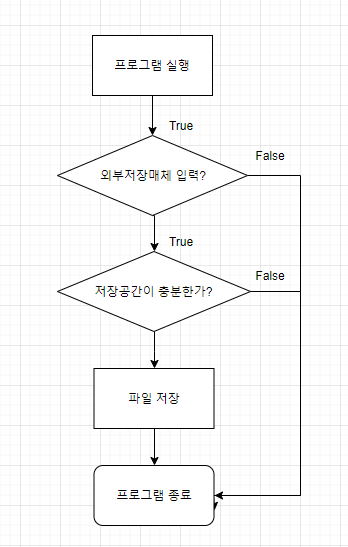 프로그램 실행
True
False
외부저장매체 입력?
True
False
저장공간이 충분한가?
파일 저장
프로그램 종료